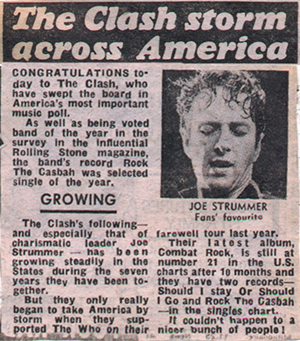 The Clash storm
across America
CONGRATULATIONS to-
day to The Clash, who
have swept the board in
America's most important
music poll.
As well as being voted
band of the year in the
survey in the influential
Rolling Stone magazine,
the band's record Rock
The Casbah was selected
single of the year.
GROWING
The Clash's following—
and especially that of
charismatic leader Joe
Strummer - has been
growing steadily in the
States during the seven
years they have been to-
gether.
But they only really
began to take America by
storm when they sup-
ported The Who on their
JOE STRUMMER
Fans' favourite
farewell tour last year.
Their latest album,
Combat Rock, is still at
number 21 in the U.S.
charts after 10 months and
they have two records—
Should I stay Or Should
I Go and Rock The Casbah
—in the singles chart.
It couldn't happen to a
nicer bunch of people!